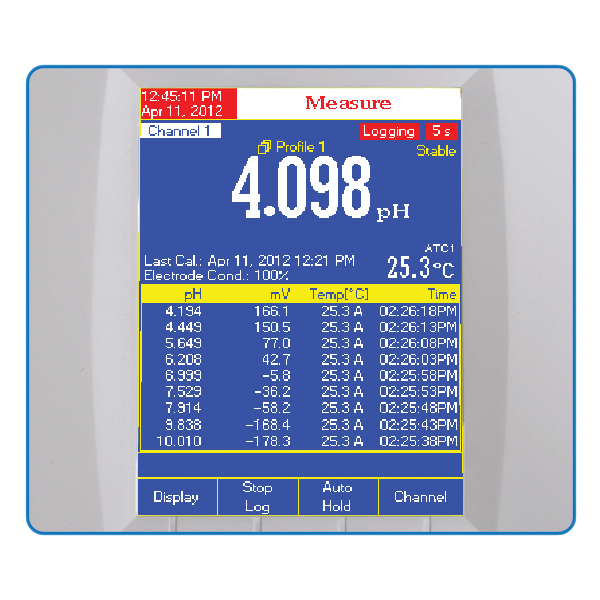 12:45:11 PM
Apr 11, 2012
Measure
Channel 1
Logging 5 s
Profile 1
Stable
4.098 pH
ATC1
Last Cal.: Apr 11, 2012 12:21 PM
25.3°C
Electrode Cond.: 100%
pH mV Temp[°C] Time
4.194 166.1 25.3 A 02:26:18PM
4.449 150.5 25.3 A 02:26:13PM
5.649 77.0 25.3 A 02:26:08PM
6.208 42.7 25.3 A 02:26:03PM
6.999 -5.8 25.3 A 02:25:58PM
7.529 -36.2 25.3 A 02:25:53PM
7.914 -58.2 25.3 A 02:25:48PM
9.838 -168.4 25.3 A 02:25:43PM
10.010 -178.3 25.3 A 02:25:38PM
Display
Stop
Log
Auto
Hold
Channel